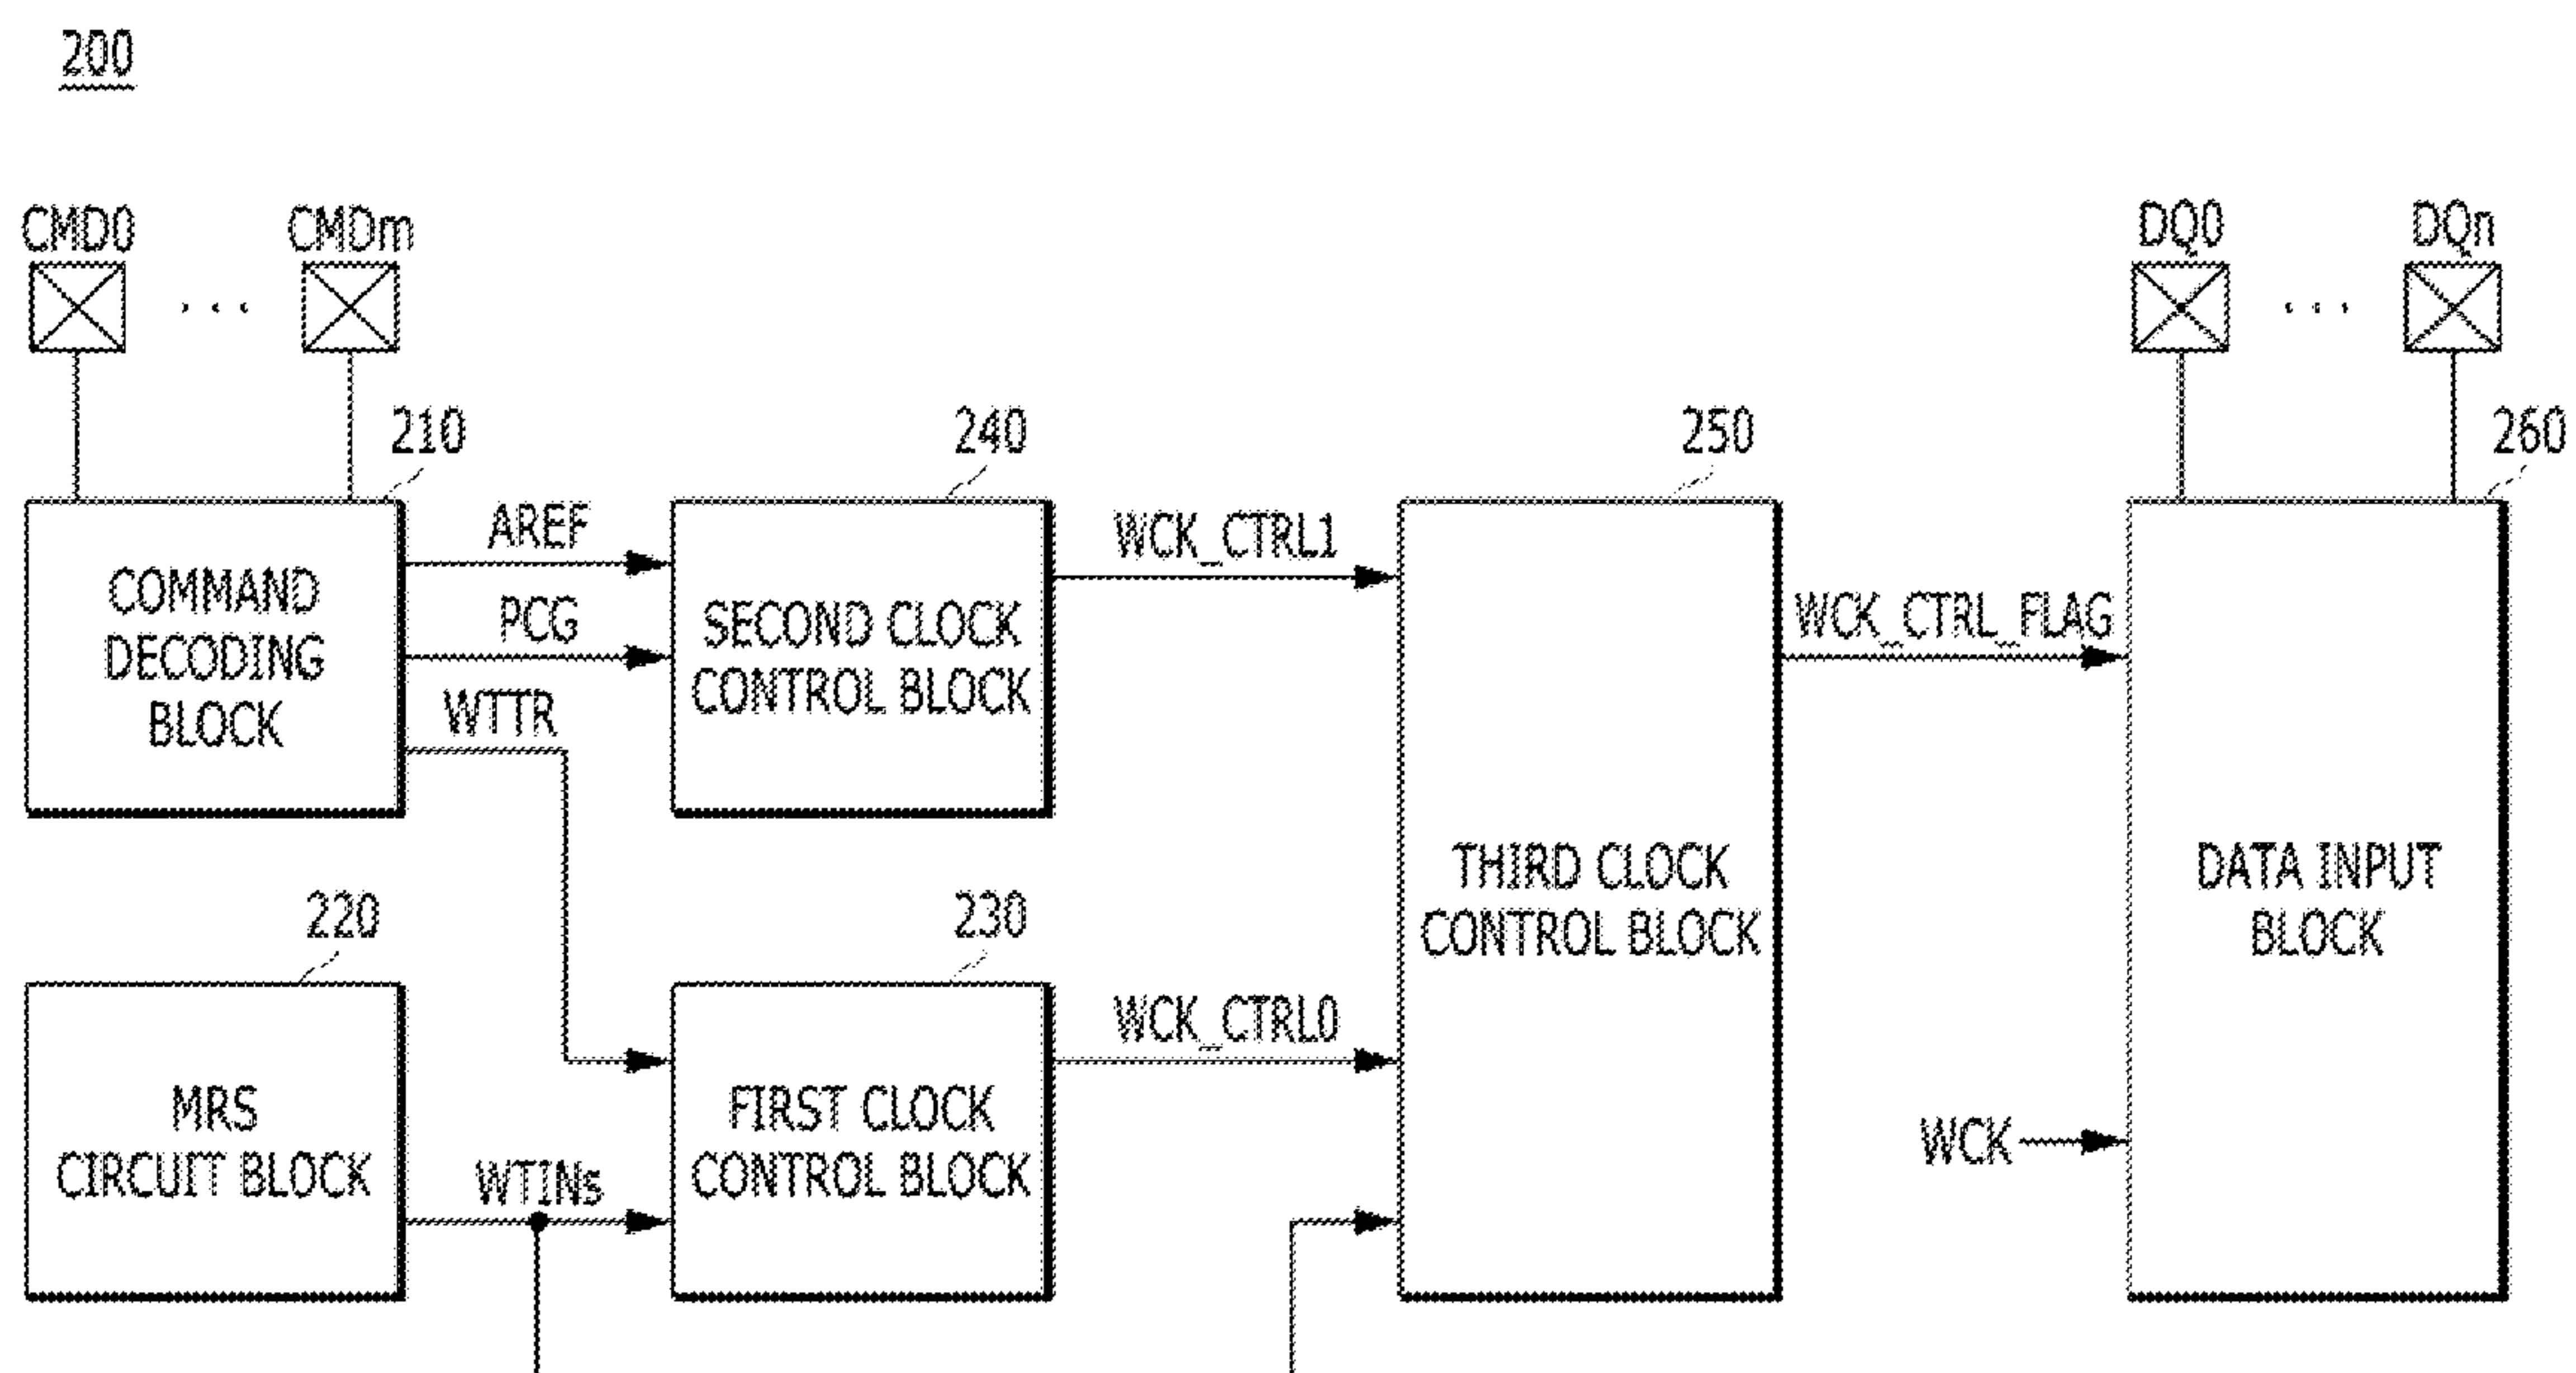 200
CMD0
CMDm
DQ0
DQn
210
240
250
260
AREF
PCG
WTTR
WCK_CTRL1
WCK_CTRL_FLAG
COMMAND
DECODING
BLOCK
SECOND CLOCK
CONTROL BLOCK
THIRD CLOCK
CONTROL BLOCK
DATA INPUT
BLOCK
220
230
WCK_CTRL0
WCK
MRS
CIRCUIT BLOCK
WTINs
FIRST CLOCK
CONTROL BLOCK